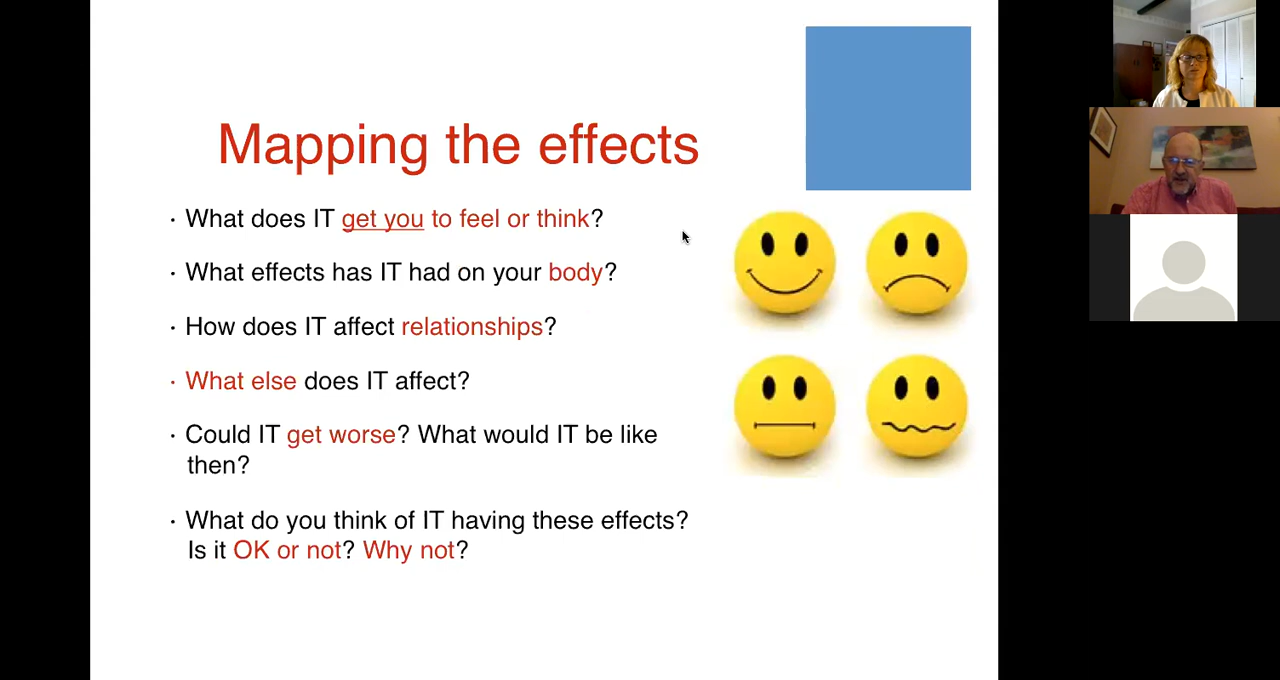 Mapping the effects
· What does IT get you to feel or think?
· What effects has IT had on your body?
· How does IT affect relationships?
· What else does IT affect?
· Could IT get worse? What would IT be like
then?
· What do you think of IT having these effects?
Is it OK or not? Why not?